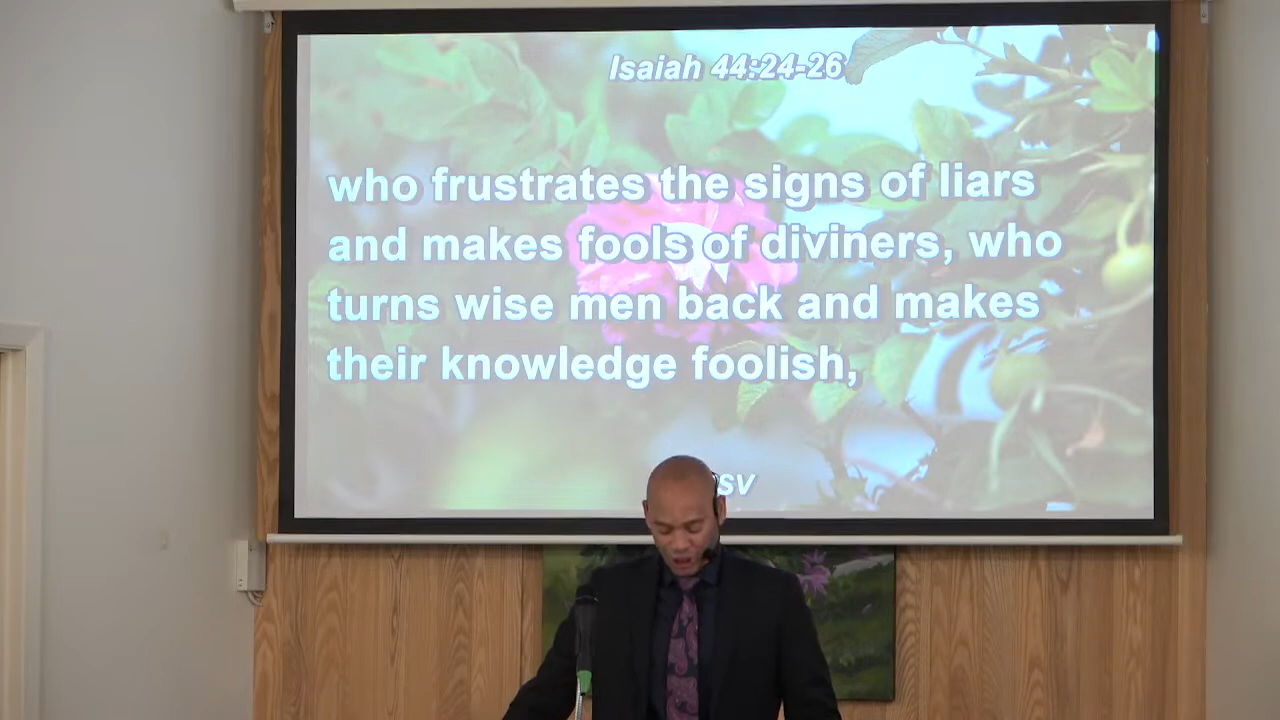 Isaiah 44:24-26
who frustrates the signs of liars
and makes fools of diviners, who
turns wise men back and makes
their knowledge foolish,